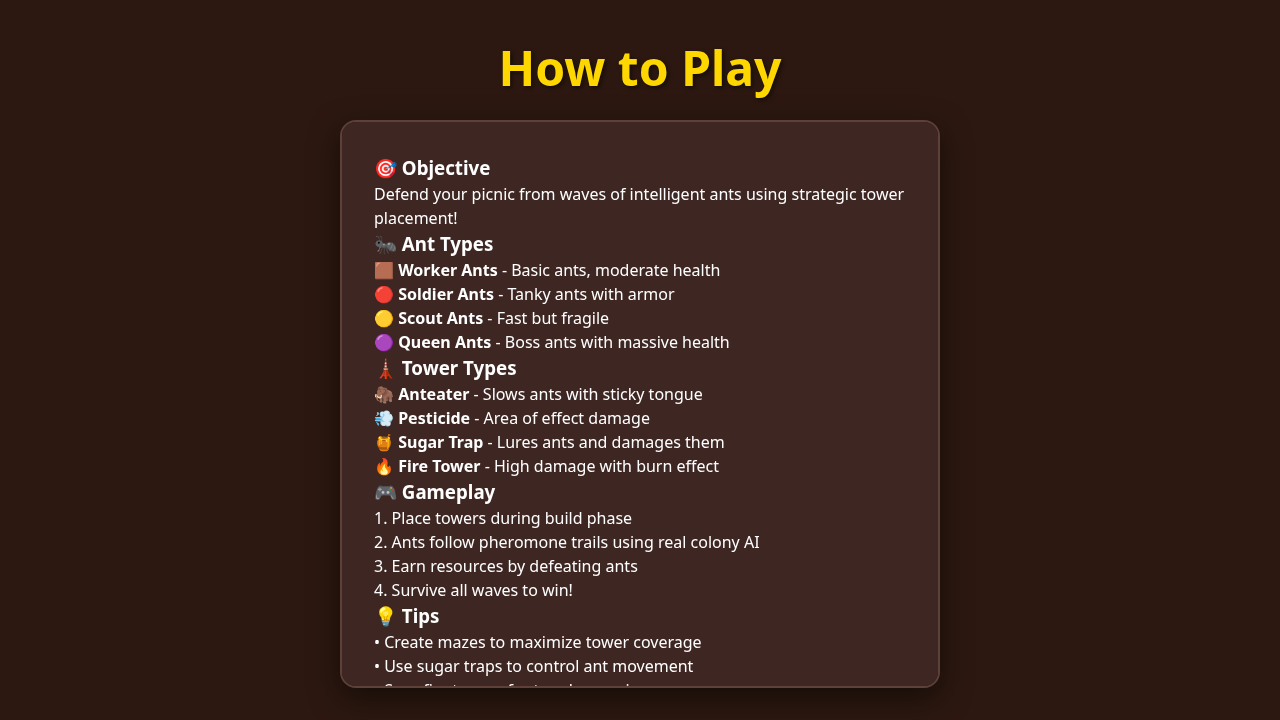 How to Play
🎯 Objective
Defend your picnic from waves of intelligent ants using strategic tower
placement!
🐜 Ant Types
🟫 Worker Ants - Basic ants, moderate health
🔴 Soldier Ants - Tanky ants with armor
🟡 Scout Ants - Fast but fragile
🟣 Queen Ants - Boss ants with massive health
🗼 Tower Types
🦣 Anteater - Slows ants with sticky tongue
💨 Pesticide - Area of effect damage
🍯 Sugar Trap - Lures ants and damages them
🔥 Fire Tower - High damage with burn effect
🎮 Gameplay
1. Place towers during build phase
2. Ants follow pheromone trails using real colony AI
3. Earn resources by defeating ants
4. Survive all waves to win!
💡 Tips
• Create mazes to maximize tower coverage
• Use sugar traps to control ant movement